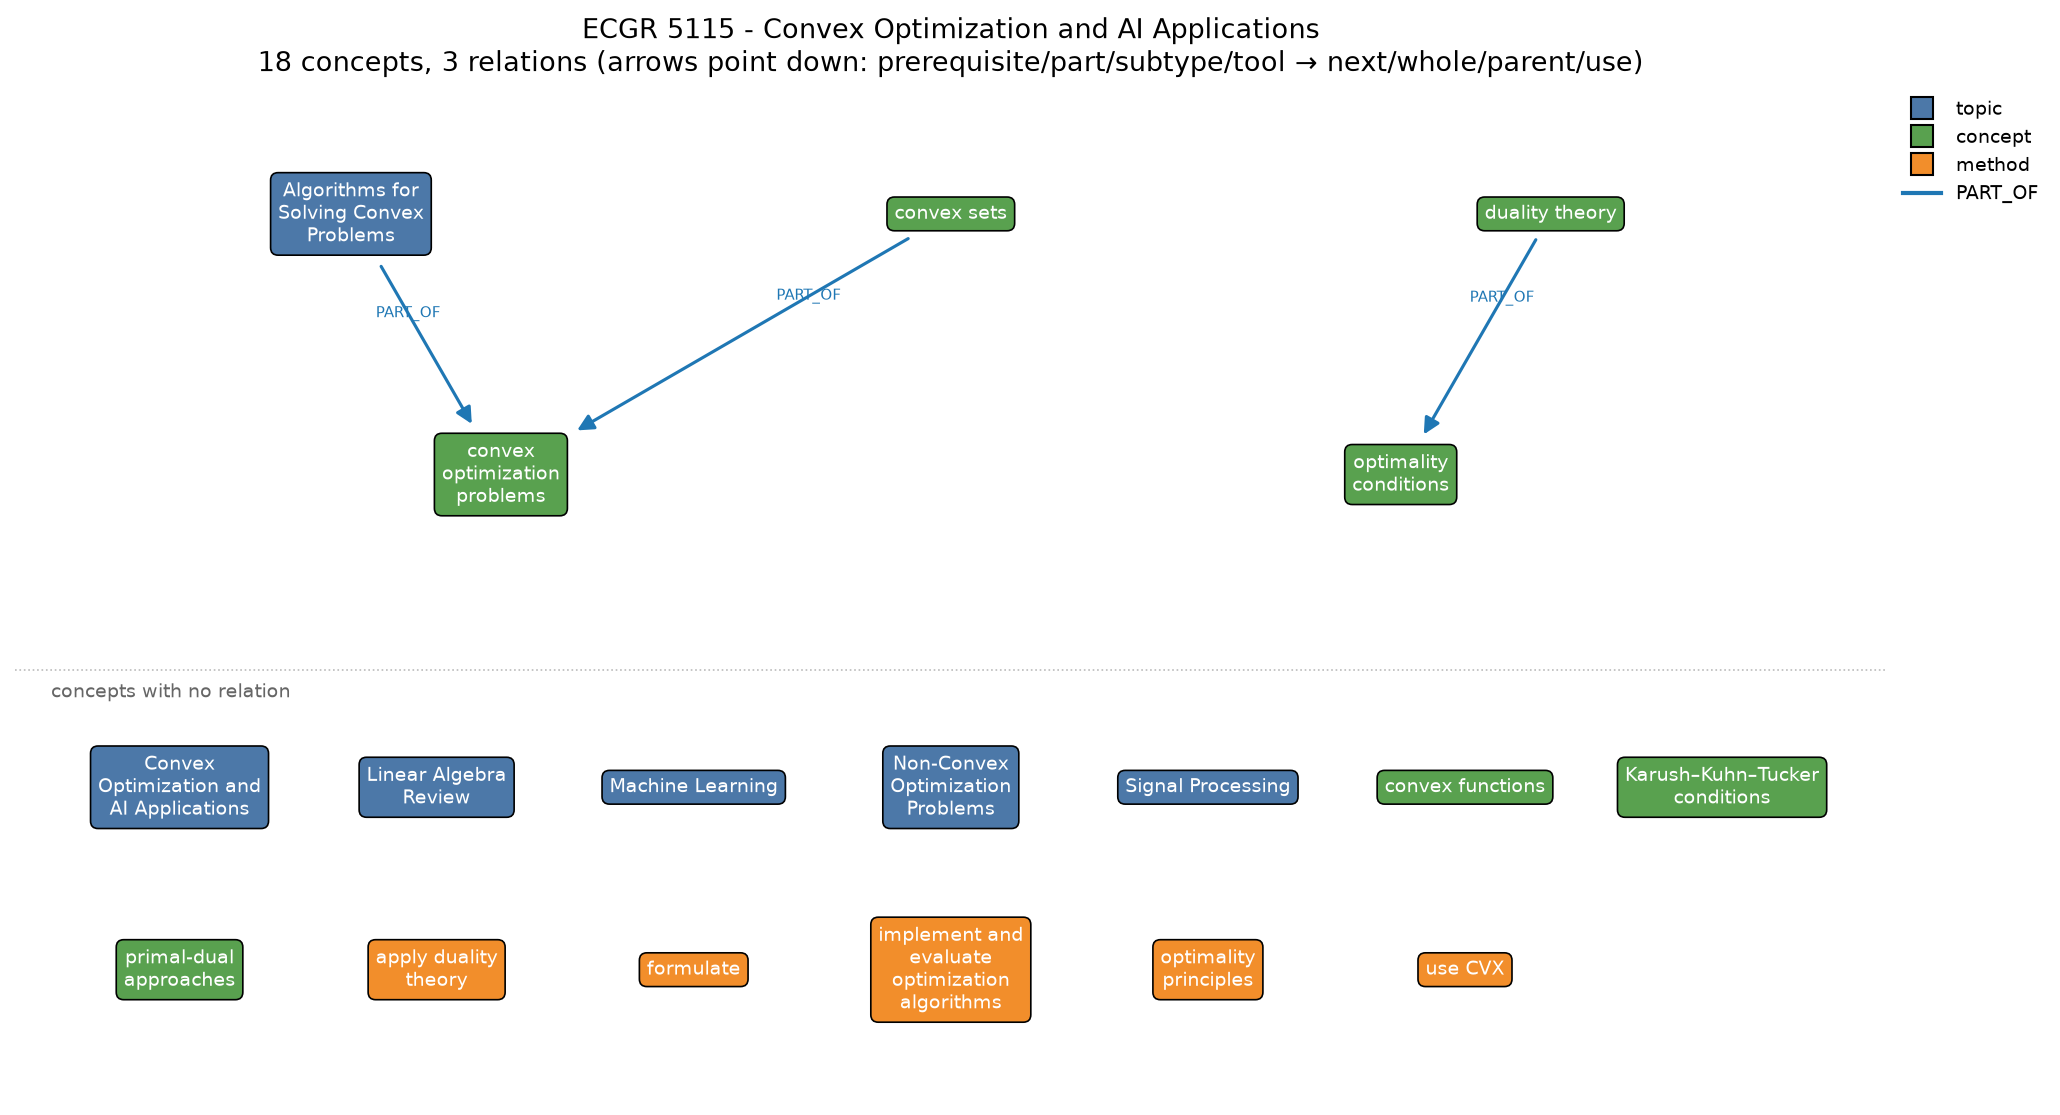 ECGR 5115 - Convex Optimization and AI Applications
18 concepts, 3 relations (arrows point down: prerequisite/part/subtype/tool → next/whole/parent/use)
topic
concept
method
PART_OF
Algorithms for
Solving Convex
Problems
convex sets
duality theory
PART_OF
PART_OF
PART_OF
convex
optimization
problems
optimality
conditions
concepts with no relation
Convex
Optimization and
AI Applications
Linear Algebra
Review
Machine Learning
Non-Convex
Optimization
Problems
Signal Processing
convex functions
Karush–Kuhn–Tucker
conditions
primal-dual
approaches
apply duality
theory
formulate
implement and
evaluate
optimization
algorithms
optimality
principles
use CVX